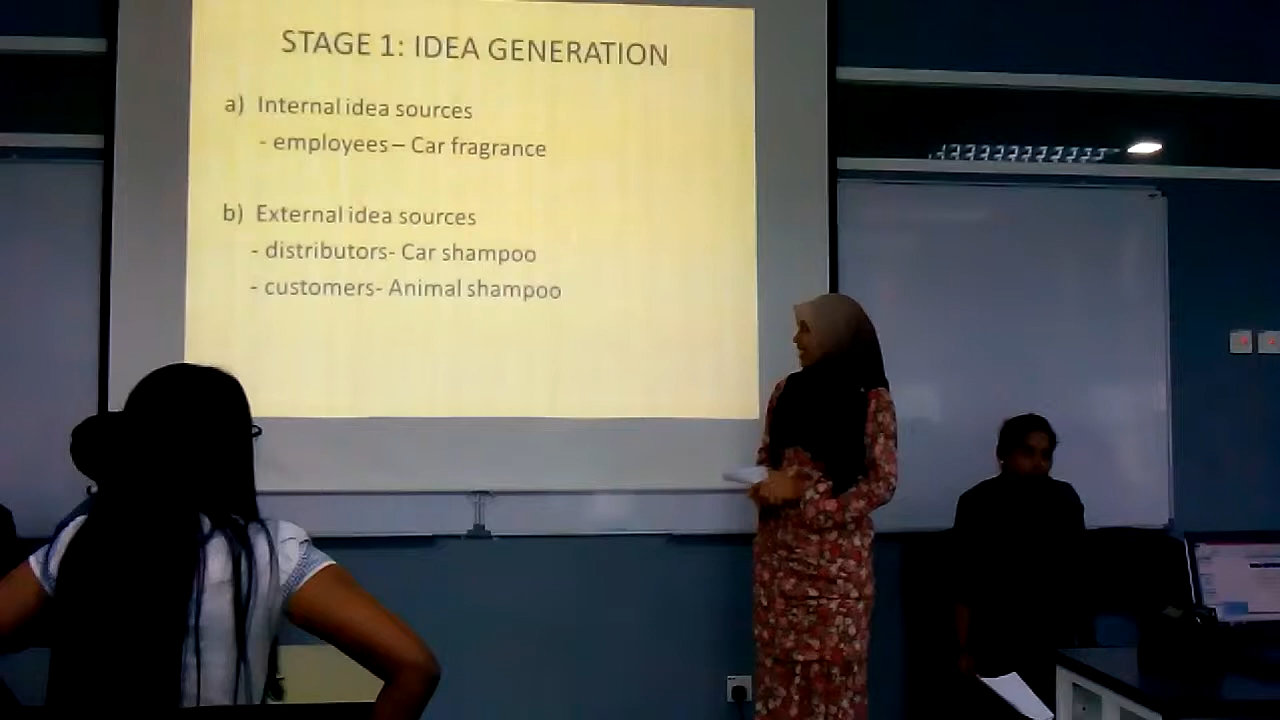 STAGE 1: IDEA GENERATION
a) Internal idea sources
- employees – Car fragrance
b) External idea sources
- distributors- Car shampoo
- customers- Animal shampoo